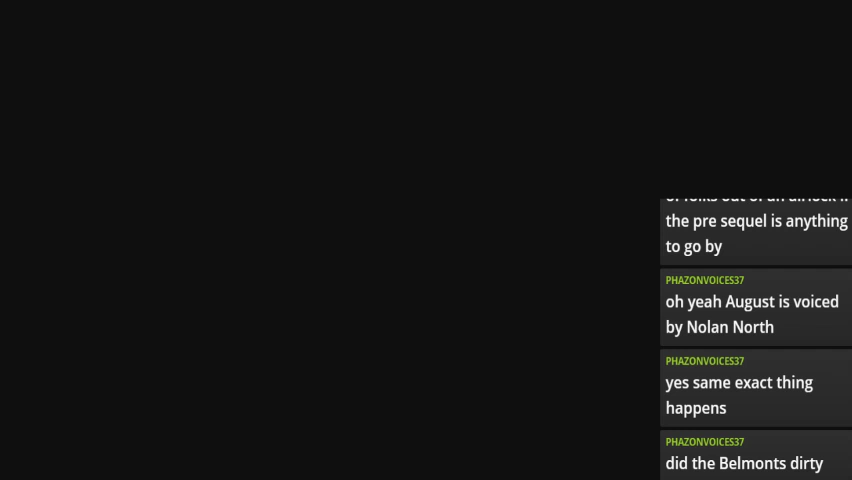 the pre sequel is anything
to go by
PHAZONVOICES37
oh yeah August is voiced
by Nolan North
PHAZONVOICES37
yes same exact thing
happens
PHAZONVOICES37
did the Belmonts dirty